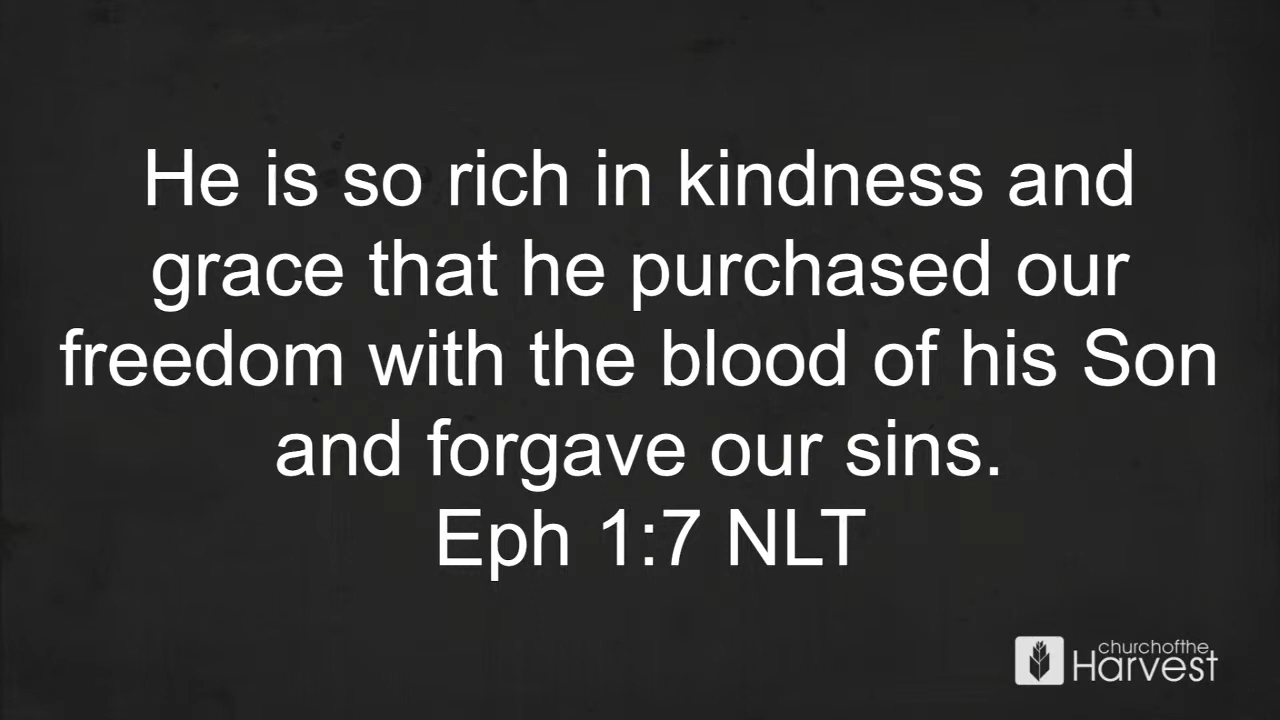 He is so rich in kindness and
grace that he purchased our
freedom with the blood of his Son
and forgave our sins.
Eph 1:7 NLT
churchofthe
Harvest